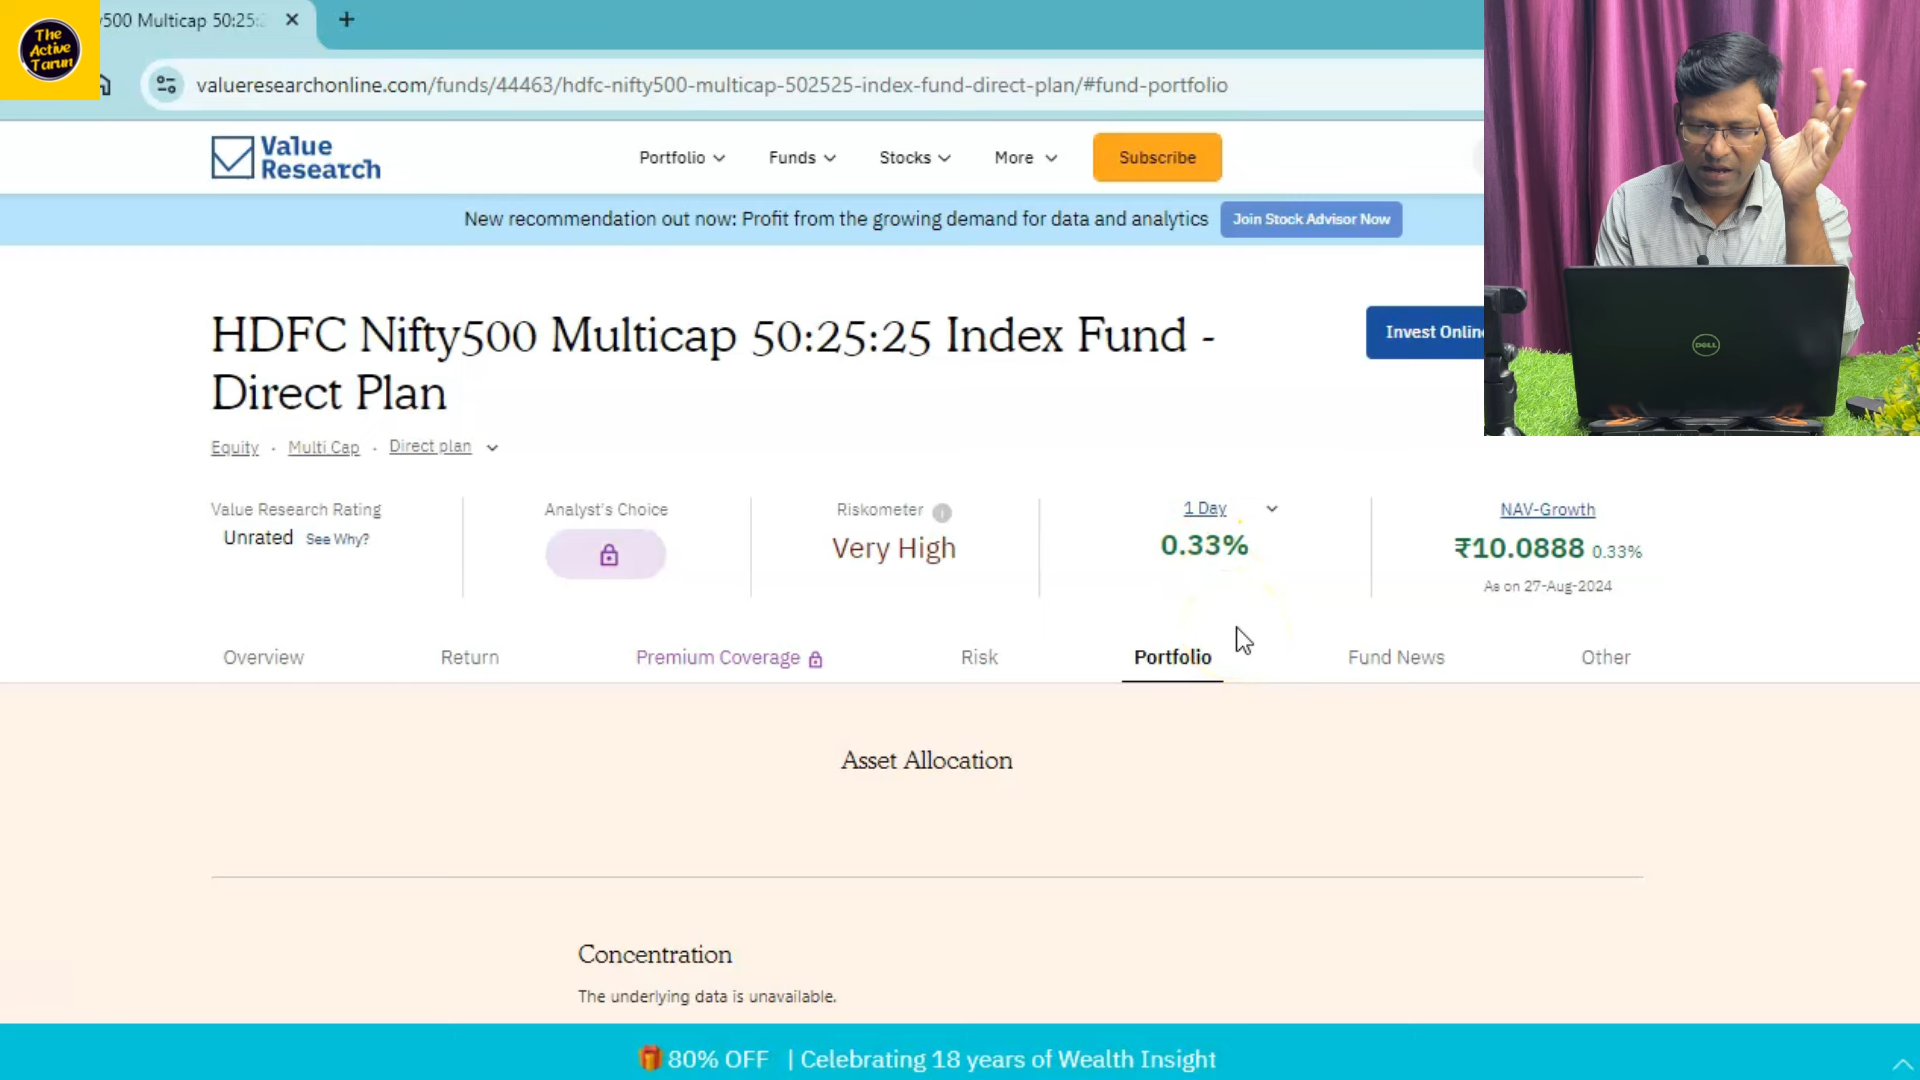 The
Active
Tarun
500 Multicap 50:25:2
valueresearchonline.com/funds/44463/hdfc-nifty500-multicap-502525-index-fund-direct-plan/#fund-portfolio
Value
Research
Portfolio
Funds
Stocks
More
Subscribe
New recommendation out now: Profit from the growing demand for data and analytics
Join Stock Advisor Now
HDFC Nifty500 Multicap 50:25:25 Index Fund -
Direct Plan
Invest Onlin
Equity · Multi Cap · Direct plan
Value Research Rating
Unrated See Why?
Analyst's Choice
Riskometer
Very High
1 Day
0.33%
NAV-Growth
₹10.0888 0.33%
As on 27-Aug-2024
Overview
Return
Premium Coverage
Risk
Portfolio
Fund News
Other
Asset Allocation
Concentration
The underlying data is unavailable.
80% OFF | Celebrating 18 years of Wealth Insight
DELL